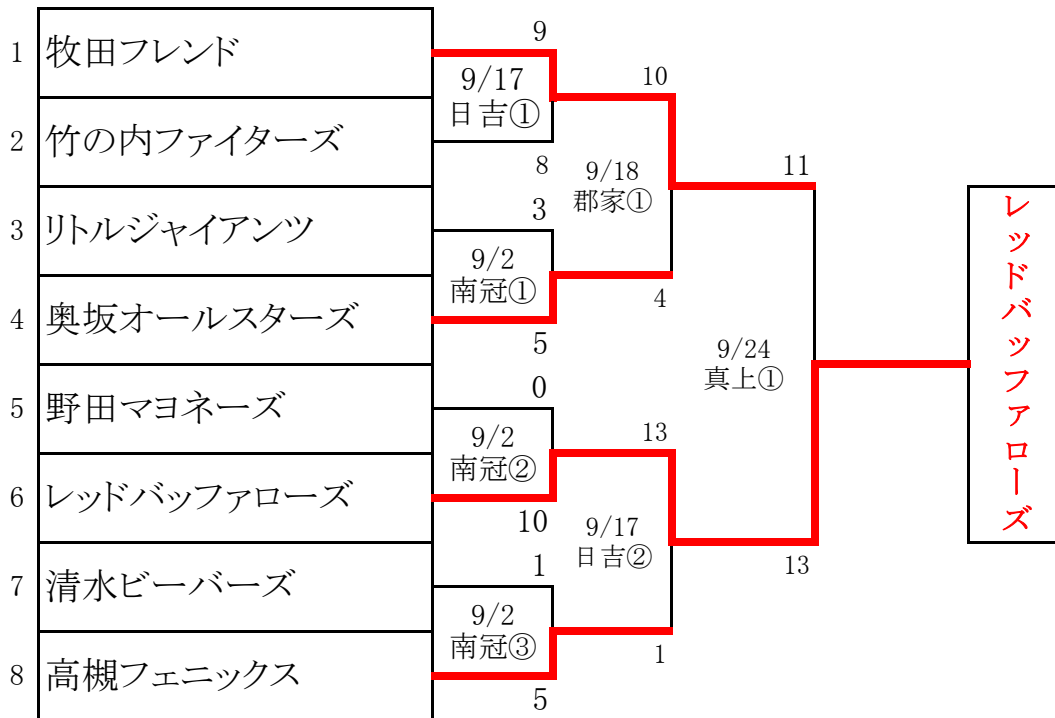 1 牧田フレンド
2 竹の内ファイターズ
3 リトルジャイアンツ
4 奥坂オールスターズ
5 野田マヨネーズ
6 レッドバッファローズ
7 清水ビーバーズ
8 高槻フェニックス
9
9/17
日吉①
8
3
9/2
南冠①
5
0
9/2
南冠②
10
1
9/2
南冠③
5
10
9/18
郡家①
4
13
9/17
日吉②
1
11
9/24
真上①
13
レッドバッファローズ